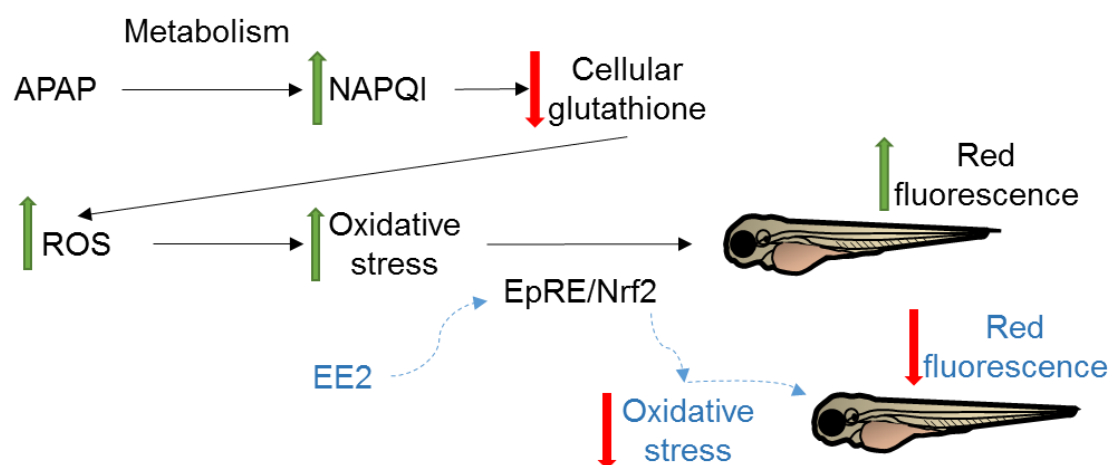 Metabolism
APAP
NAPQI
Cellular
glutathione
Red
fluorescence
ROS
Oxidative
stress
EpRE/Nrf2
EE2
Red
fluorescence
Oxidative
stress